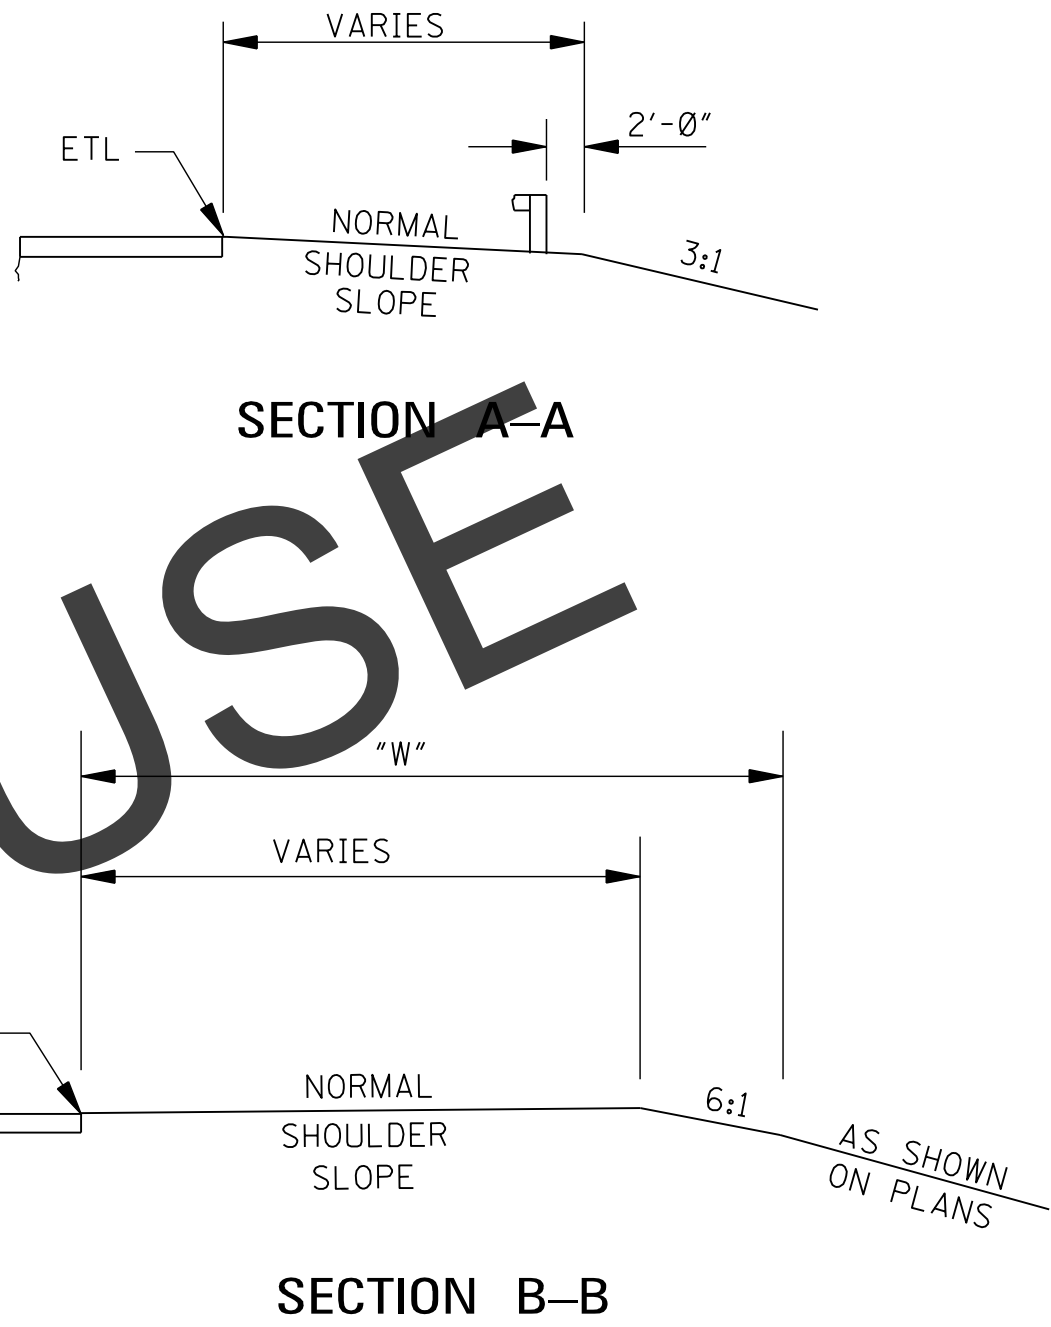 VARIES
2'-0"
ETL
NORMAL
SHOULDER
SLOPE
3:1
SECTION A–A
USE
"W"
VARIES
NORMAL
SHOULDER
SLOPE
6:1
AS SHOWN
ON PLANS
SECTION B–B